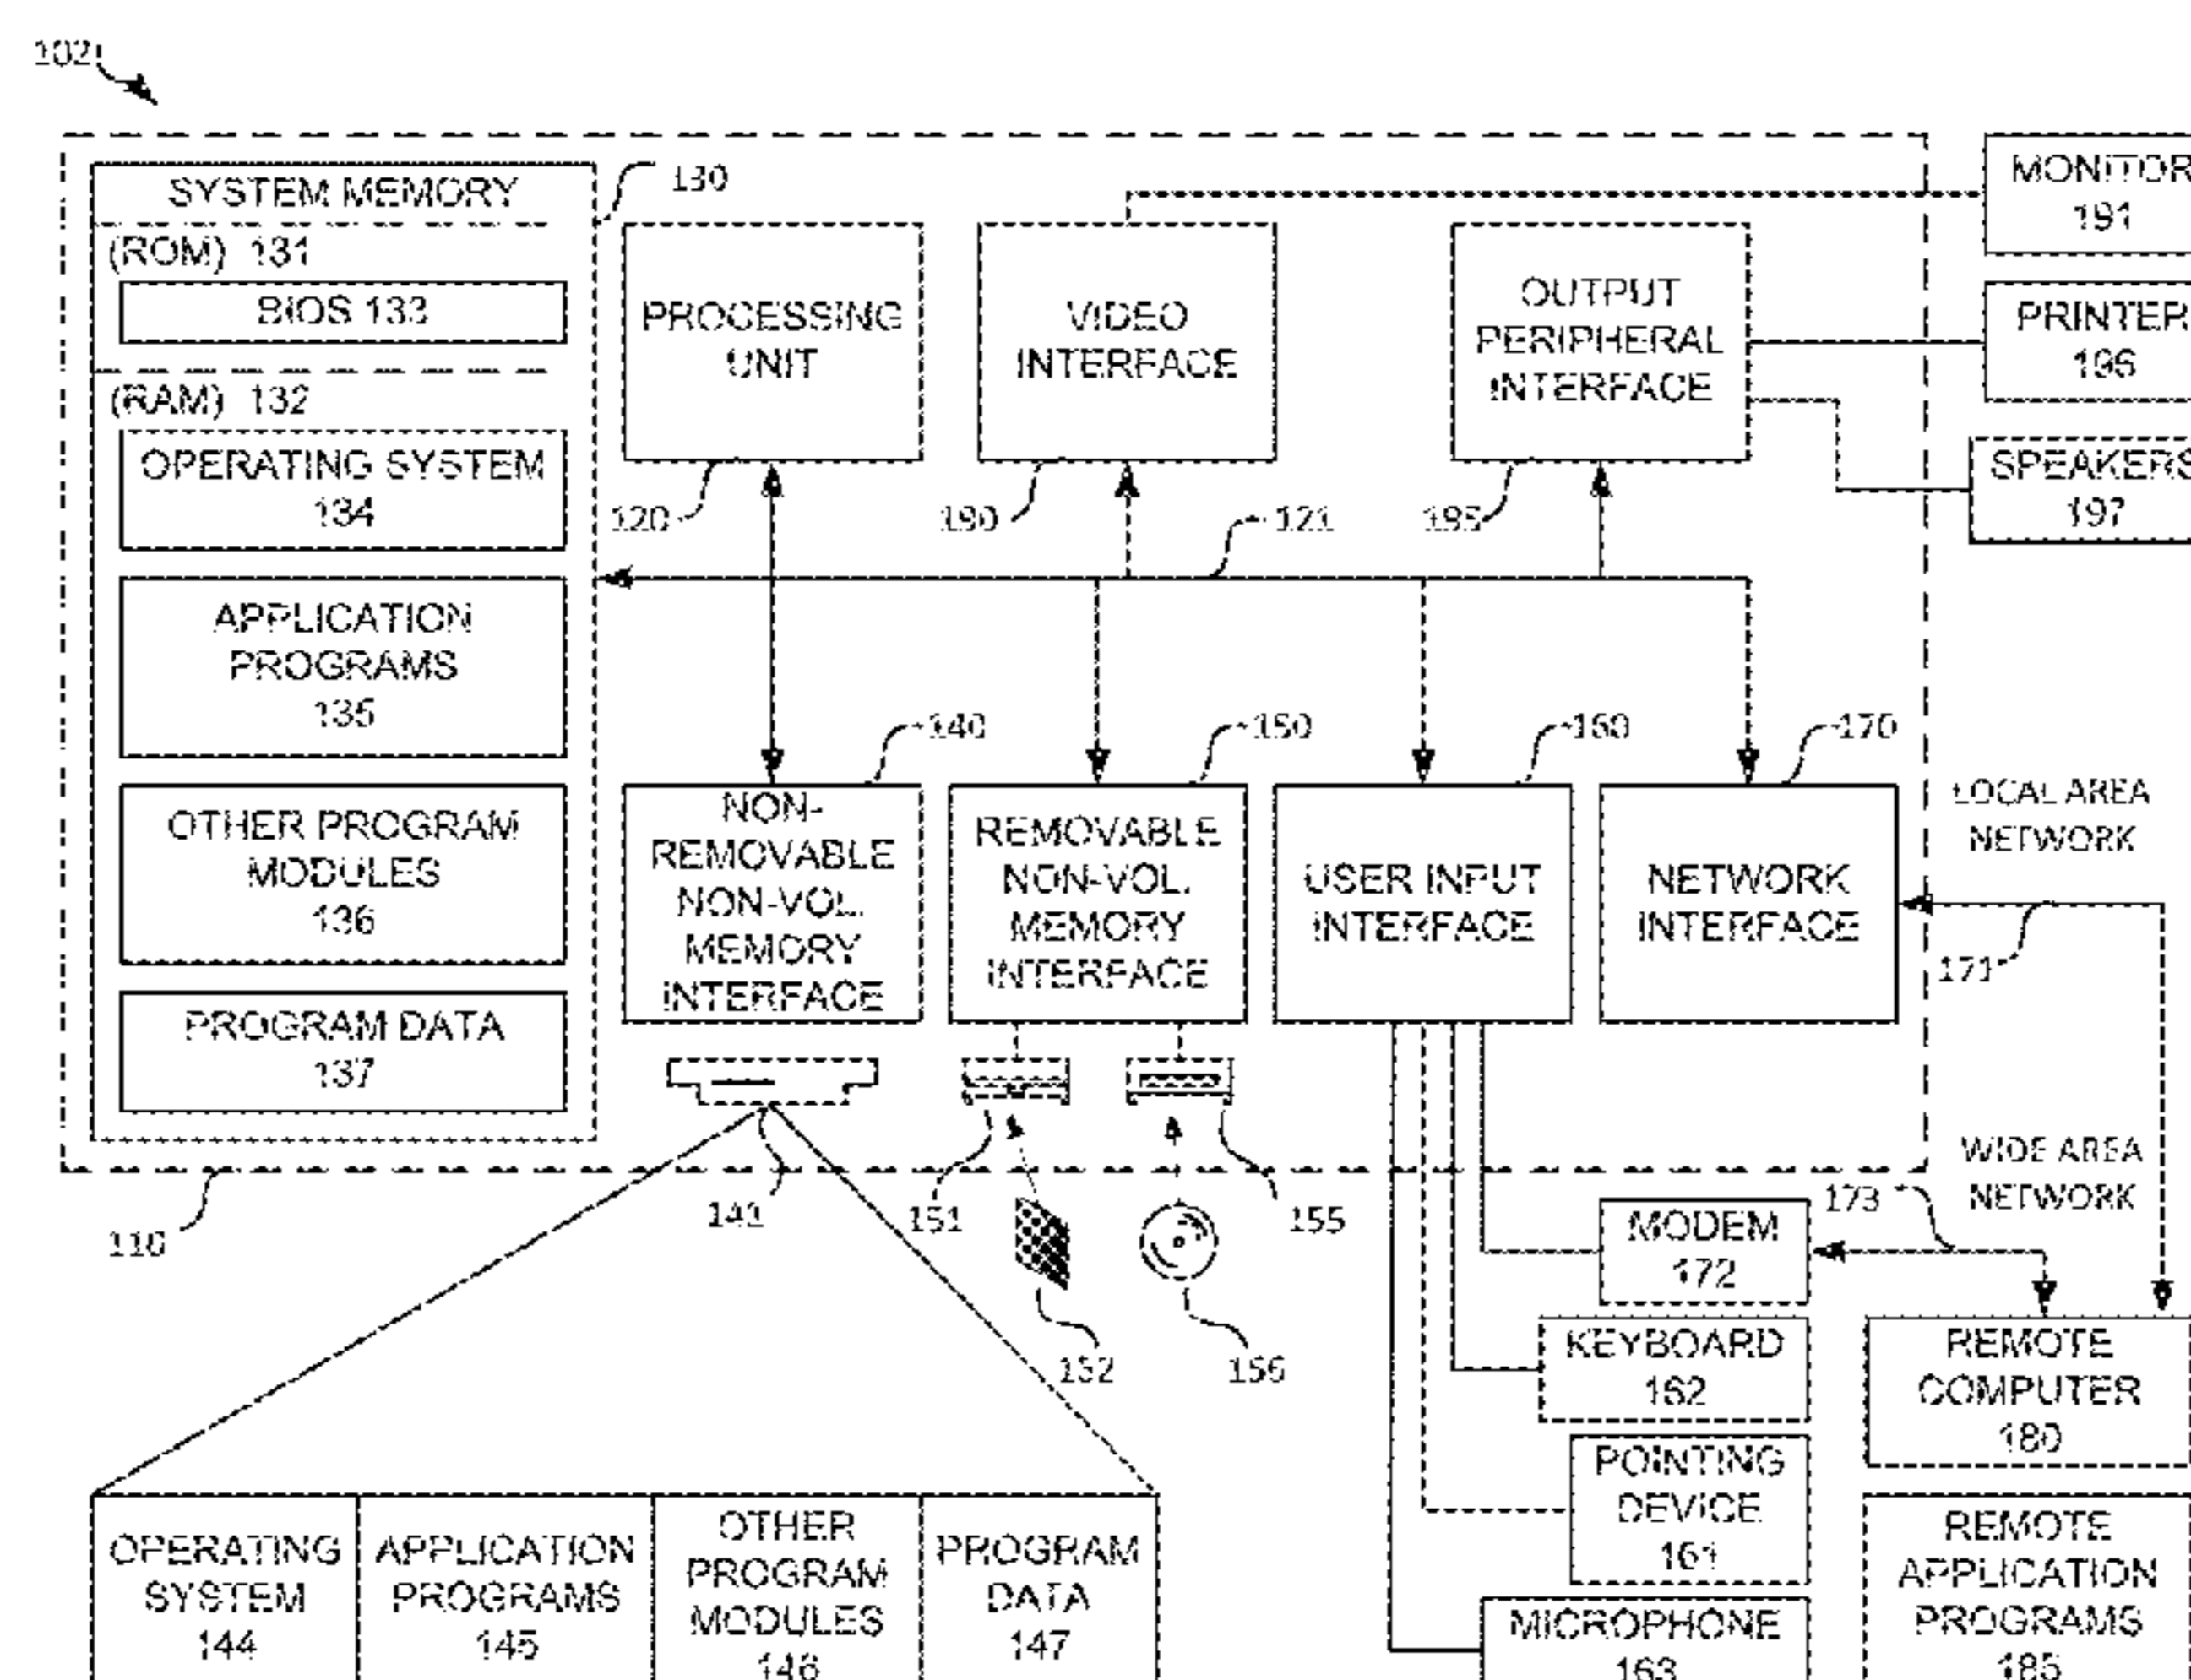 102
SYSTEM MEMORY
130
(ROM) 131
BIOS 133
(RAM) 132
OPERATING SYSTEM
134
APPLICATION
PROGRAMS
135
OTHER PROGRAM
MODULES
136
PROGRAM DATA
137
PROCESSING
UNIT
120
VIDEO
INTERFACE
190
121
OUTPUT
PERIPHERAL
INTERFACE
195
MONITOR
191
PRINTER
196
SPEAKERS
197
140
NON-
REMOVABLE
NON-VOL.
MEMORY
INTERFACE
150
REMOVABLE
NON-VOL.
MEMORY
INTERFACE
160
USER INPUT
INTERFACE
170
NETWORK
INTERFACE
LOCAL AREA
NETWORK
171
WIDE AREA
NETWORK
173
110
141
151
155
152
156
MODEM
172
KEYBOARD
162
POINTING
DEVICE
161
MICROPHONE
163
REMOTE
COMPUTER
180
REMOTE
APPLICATION
PROGRAMS
185
OPERATING
SYSTEM
144
APPLICATION
PROGRAMS
145
OTHER
PROGRAM
MODULES
146
PROGRAM
DATA
147